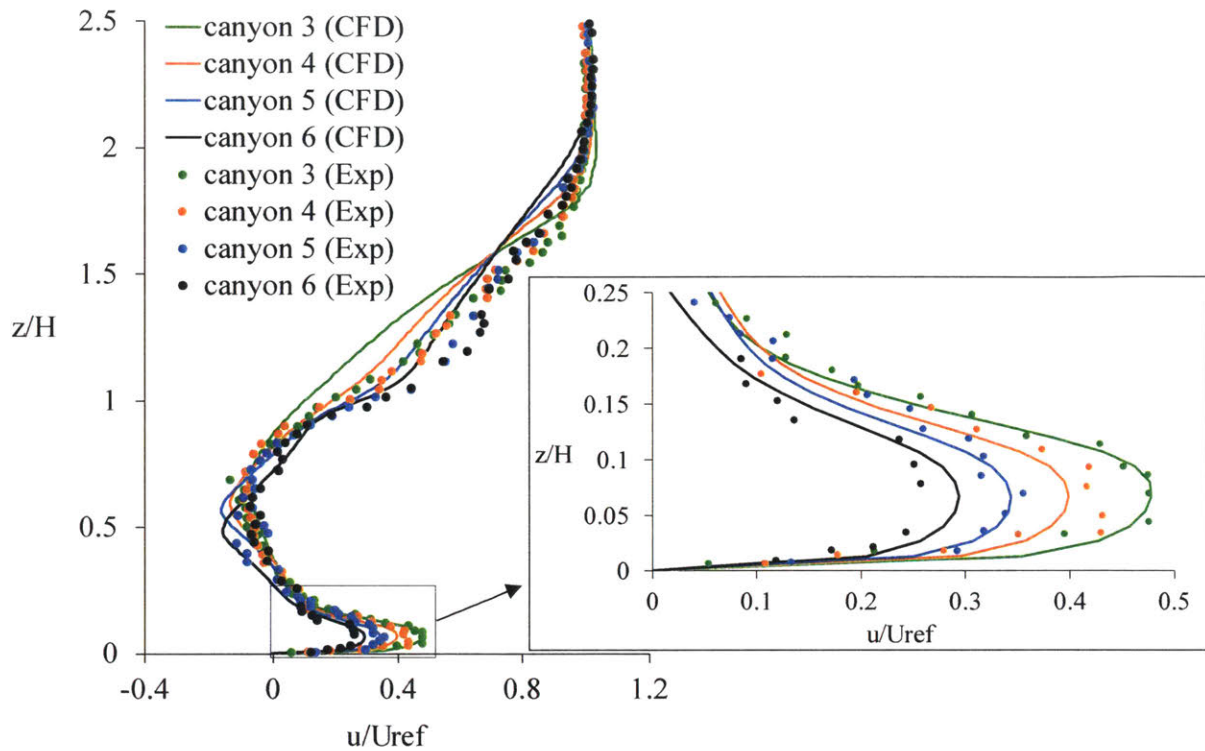 2.5
canyon 3 (CFD)
canyon 4 (CFD)
canyon 5 (CFD)
2
canyon 6 (CFD)
canyon 3 (Exp)
canyon 4 (Exp)
canyon 5 (Exp)
1.5
canyon 6 (Exp)
z/H
1
0.5
0
-0.4
0
0.4
0.8
1.2
u/Uref
0.25
0.2
0.15
z/H
0.1
0.05
0
0
0.1
0.2
0.3
0.4
0.5
u/Uref